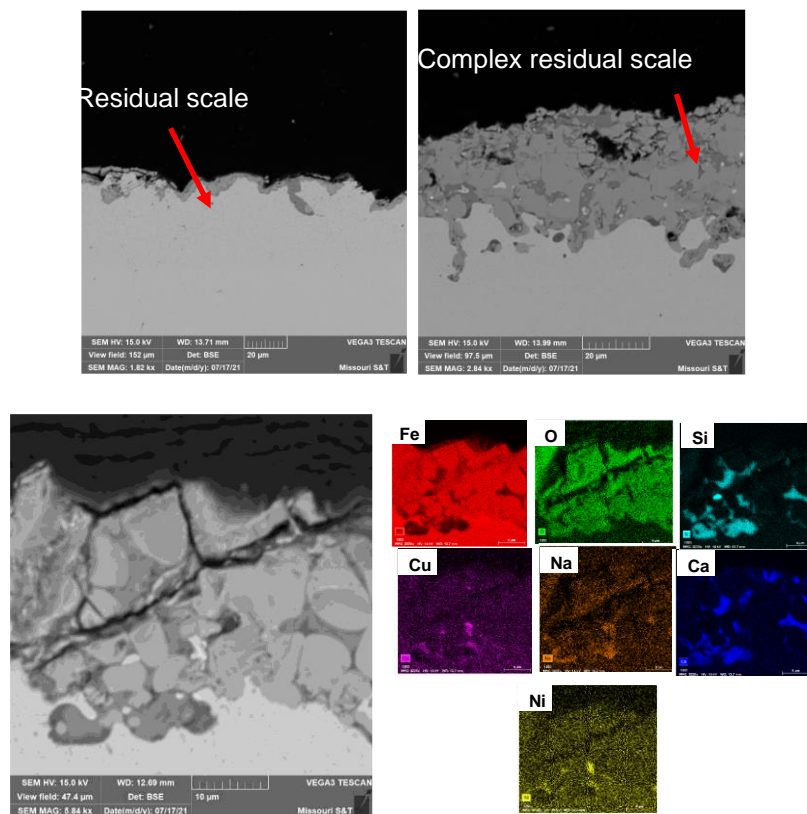 Residual scale
Complex residual scale
SEM HV: 15.0 kV WD: 13.71 mm VEGA3 TESCAN
View field: 152 µm Det: BSE 20 µm
SEM MAG: 1.82 kx Date(m/d/y): 07/17/21 Missouri S&T
SEM HV: 15.0 kV WD: 13.99 mm VEGA3 TESCAN
View field: 97.5 µm Det: BSE 20 µm
SEM MAG: 2.84 kx Date(m/d/y): 07/17/21 Missouri S&T
SEM HV: 15.0 kV WD: 12.69 mm VEGA3 TESCAN
View field: 47.4 µm Det: BSE 10 µm
SEM MAG: 5.84 kx Date(m/d/y): 07/17/21 Missouri S&T
Fe
O
Si
Cu
Na
Ca
Ni